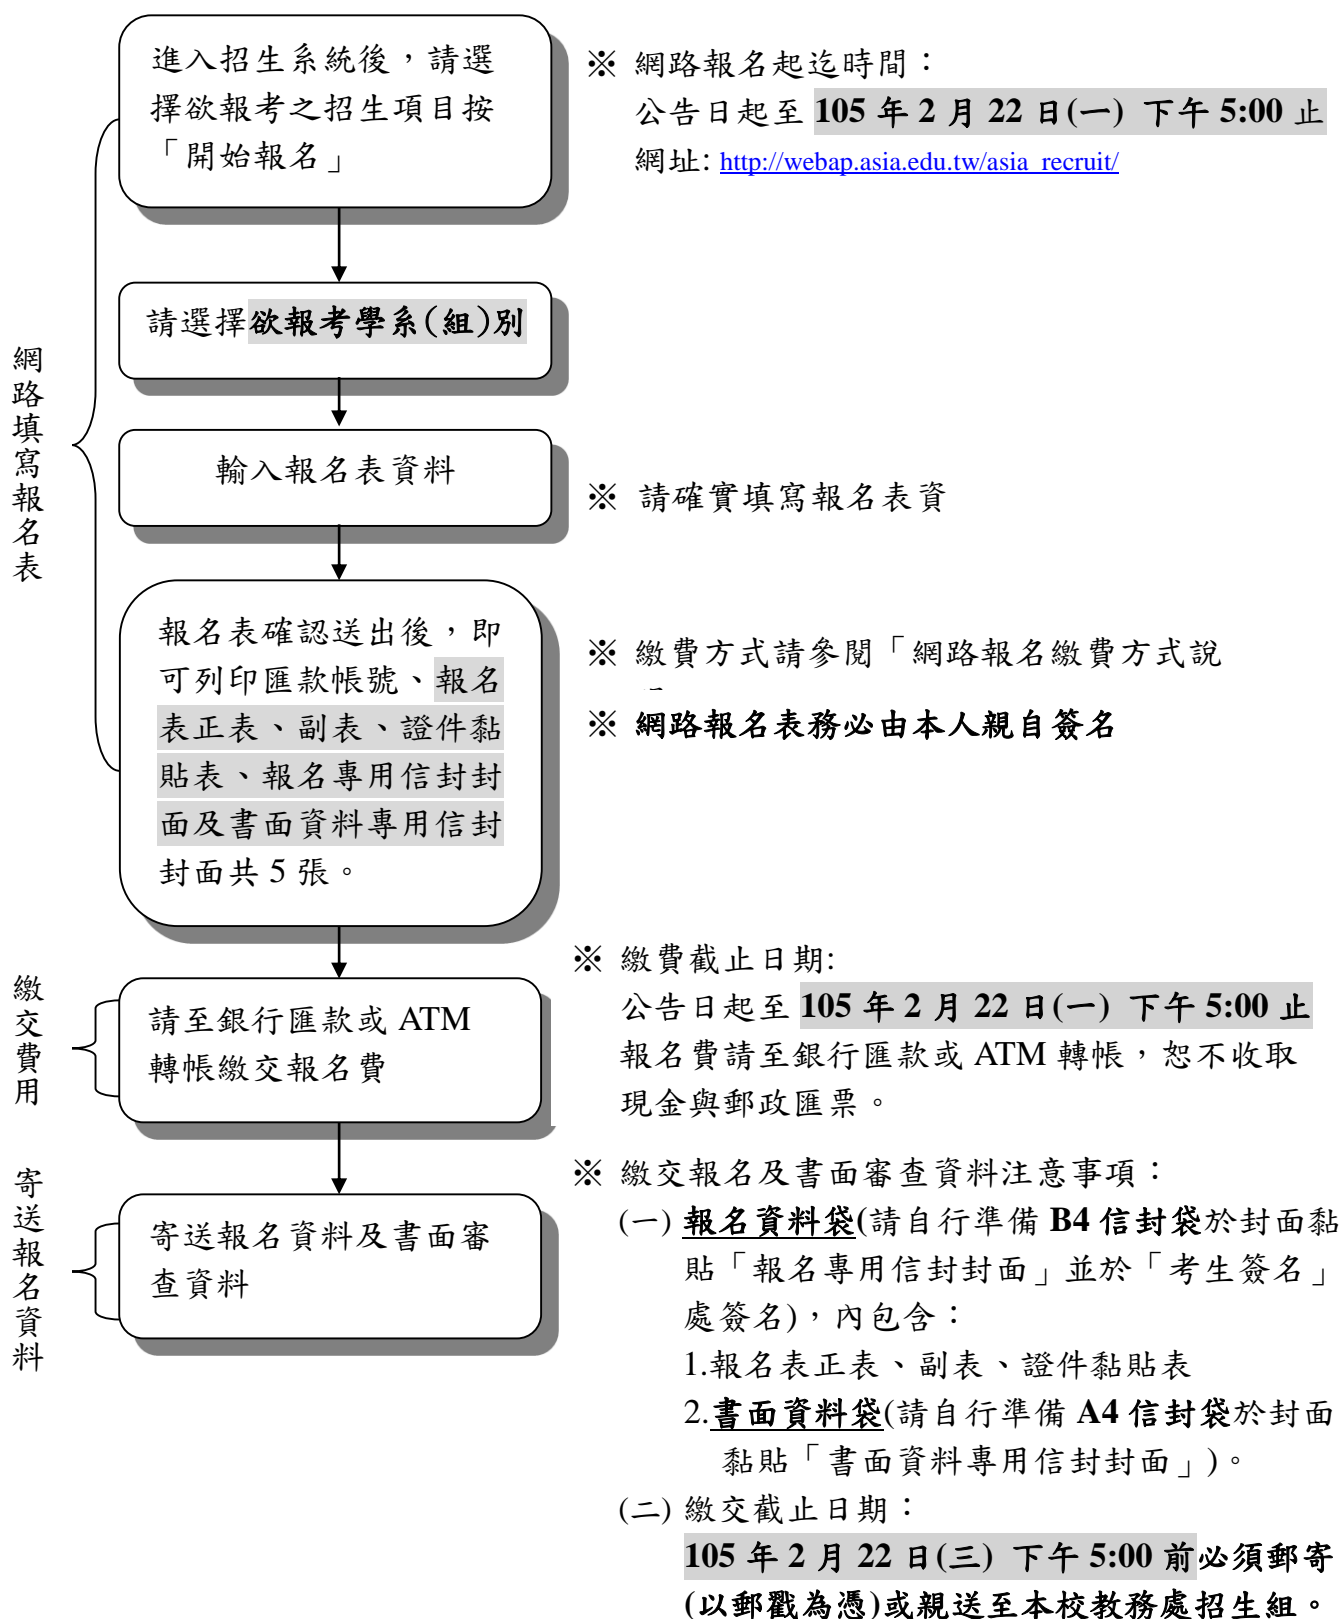 進入招生系統後，請選
擇欲報考之招生項目按
「開始報名」
※ 網路報名起迄時間：
公告日起至 105 年 2 月 22 日(一) 下午 5:00 止
網址: http://webap.asia.edu.tw/asia_recruit/
請選擇欲報考學系(組)別
網路填寫報名表
輸入報名表資料
※ 請確實填寫報名表資
報名表確認送出後，即
可列印匯款帳號、報名
表正表、副表、證件黏
貼表、報名專用信封封
面及書面資料專用信封
封面共 5 張。
※ 繳費方式請參閱「網路報名繳費方式說
※ 網路報名表務必由本人親自簽名
繳交費用
請至銀行匯款或 ATM
轉帳繳交報名費
※ 繳費截止日期:
公告日起至 105 年 2 月 22 日(一) 下午 5:00 止
報名費請至銀行匯款或 ATM 轉帳，恕不收取
現金與郵政匯票。
寄送報名資料
寄送報名資料及書面審
查資料
※ 繳交報名及書面審查資料注意事項：
(一) 報名資料袋(請自行準備 B4 信封袋於封面黏
貼「報名專用信封封面」並於「考生簽名」
處簽名)，內包含：
1.報名表正表、副表、證件黏貼表
2.書面資料袋(請自行準備 A4 信封袋於封面
黏貼「書面資料專用信封封面」)。
(二) 繳交截止日期：
105 年 2 月 22 日(三) 下午 5:00 前必須郵寄
(以郵戳為憑)或親送至本校教務處招生組。